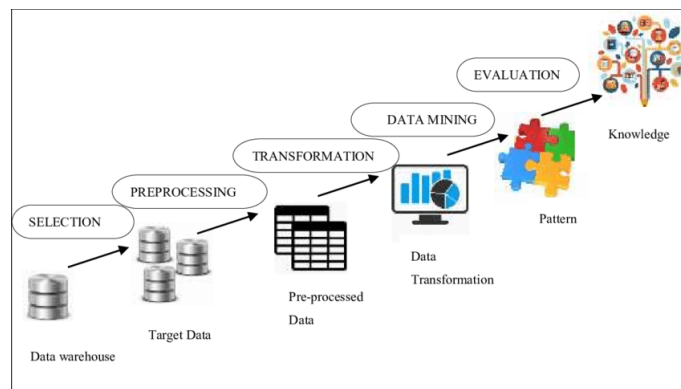 SELECTION
PREPROCESSING
TRANSFORMATION
DATA MINING
EVALUATION
Data warehouse
Target Data
Pre-processed
Data
Data
Transformation
Pattern
Knowledge